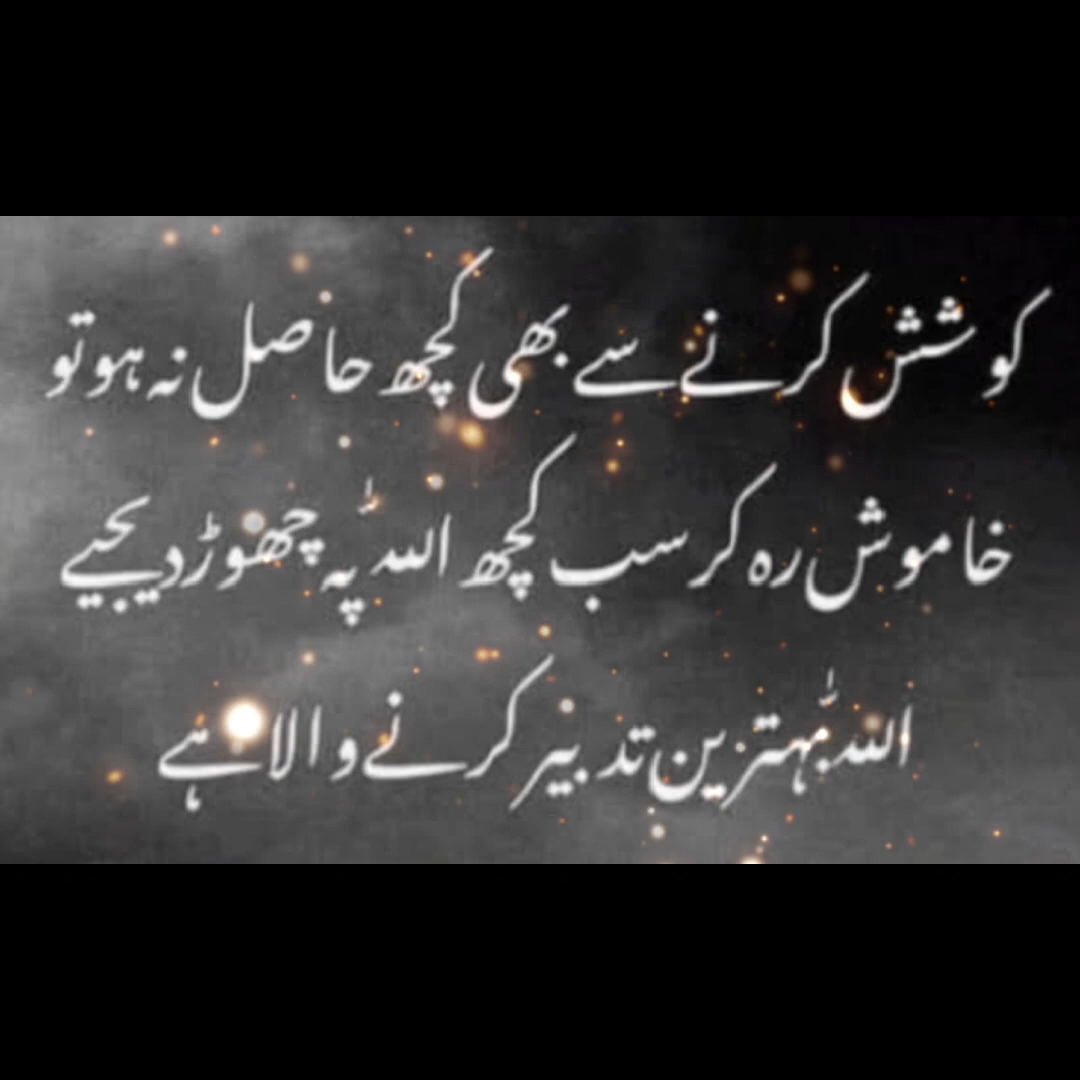 کوشش کرنے سے بھی کچھ حاصل نہ ہو تو
خاموش رہ کر سب کچھ اللہ پہ چھوڑ دیجیے
اللہ بہترین تدبیر کرنے والا ہے